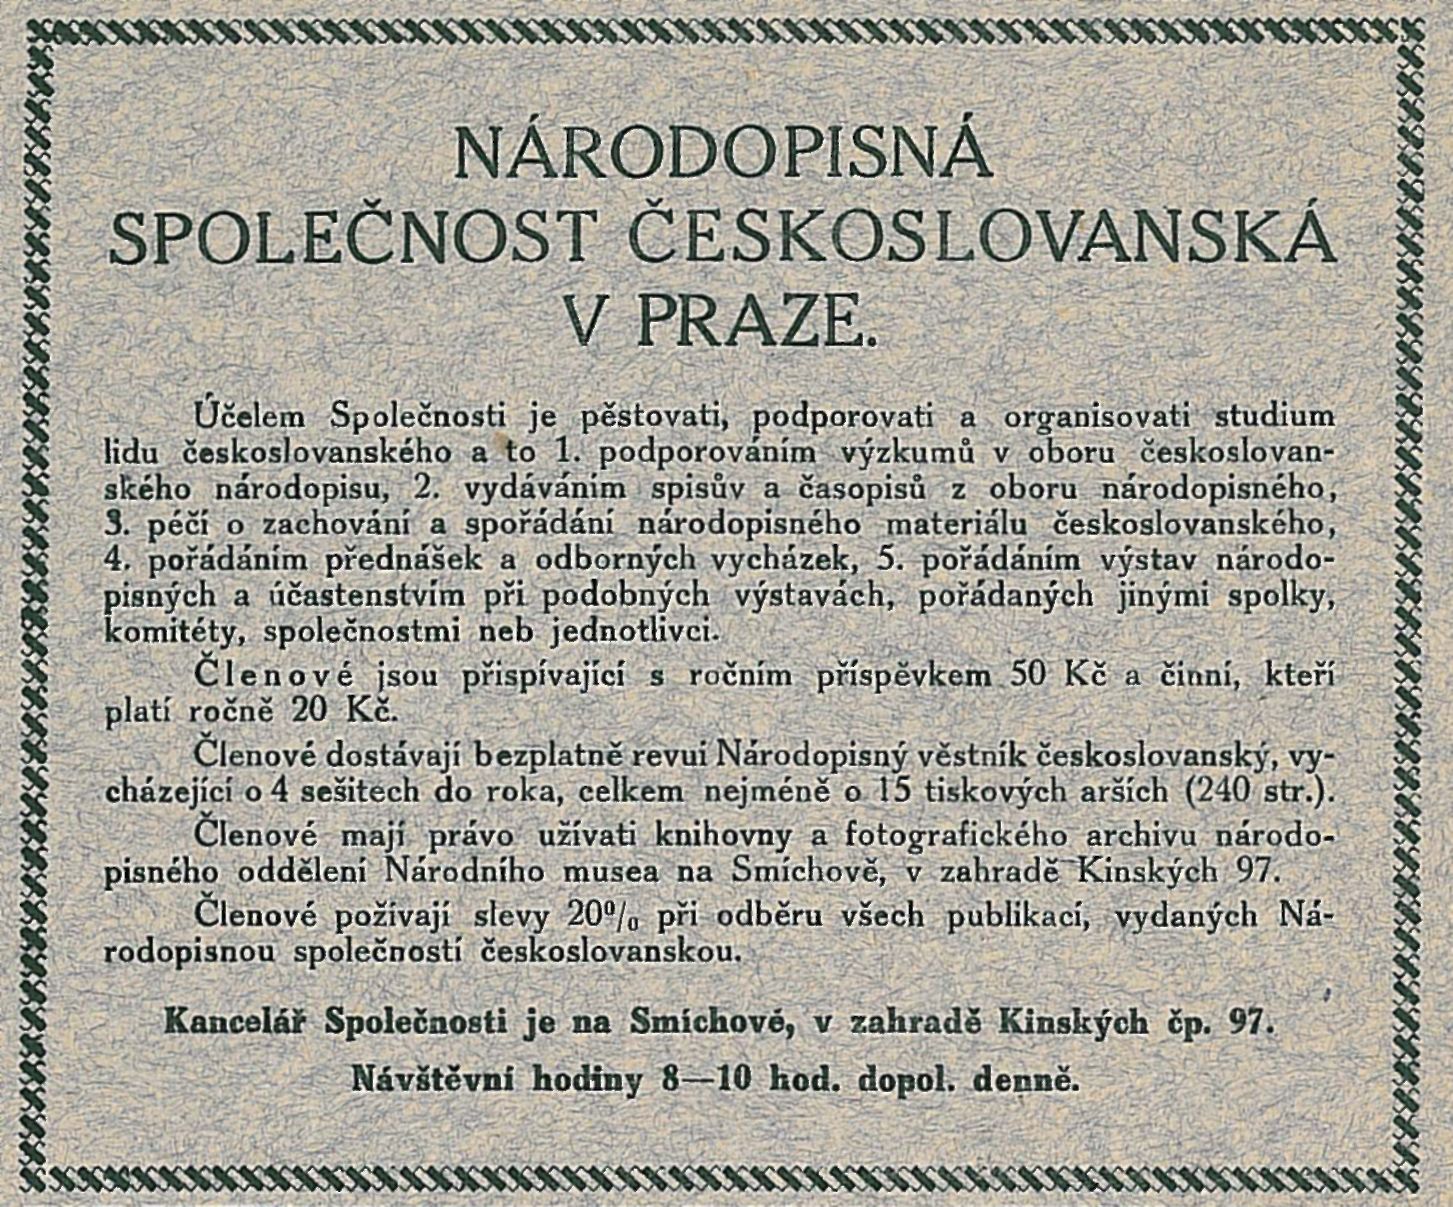 NÁRODOPISNÁ
SPOLEČNOST ČESKOSLOVANSKÁ
V PRAZE.
Účelem Společnosti je pěstovati, podporovati a organisovati studium
lidu českoslovanského a to 1. podporováním výzkumů v oboru českoslovan-
ského národopisu, 2. vydáváním spisův a časopisů z oboru národopisného,
3. péčí o zachování a spořádání národopisného materiálu českoslovanského,
4. pořádáním přednášek a odborných vycházek, 5. pořádáním výstav národo-
pisných a účastenstvím při podobných výstavách, pořádaných jinými spolky,
komitéty, společnostmi neb jednotlivci.
Členové jsou přispívající s ročním příspěvkem 50 Kč a činní, kteří
platí ročně 20 Kč.
Členové dostávají bezplatně revui Národopisný věstník českoslovanský, vy-
cházející o 4 sešitech do roka, celkem nejméně o 15 tiskových arších (240 str.).
Členové mají právo užívati knihovny a fotografického archivu národo-
pisného oddělení Národního musea na Smíchově, v zahradě Kinských 97.
Členové požívají slevy 20% při odběru všech publikací, vydaných Ná-
rodopisnou společností českoslovanskou.
Kancelář Společnosti je na Smíchově, v zahradě Kinských čp. 97.
Návštěvní hodiny 8—10 hod. dopol. denně.